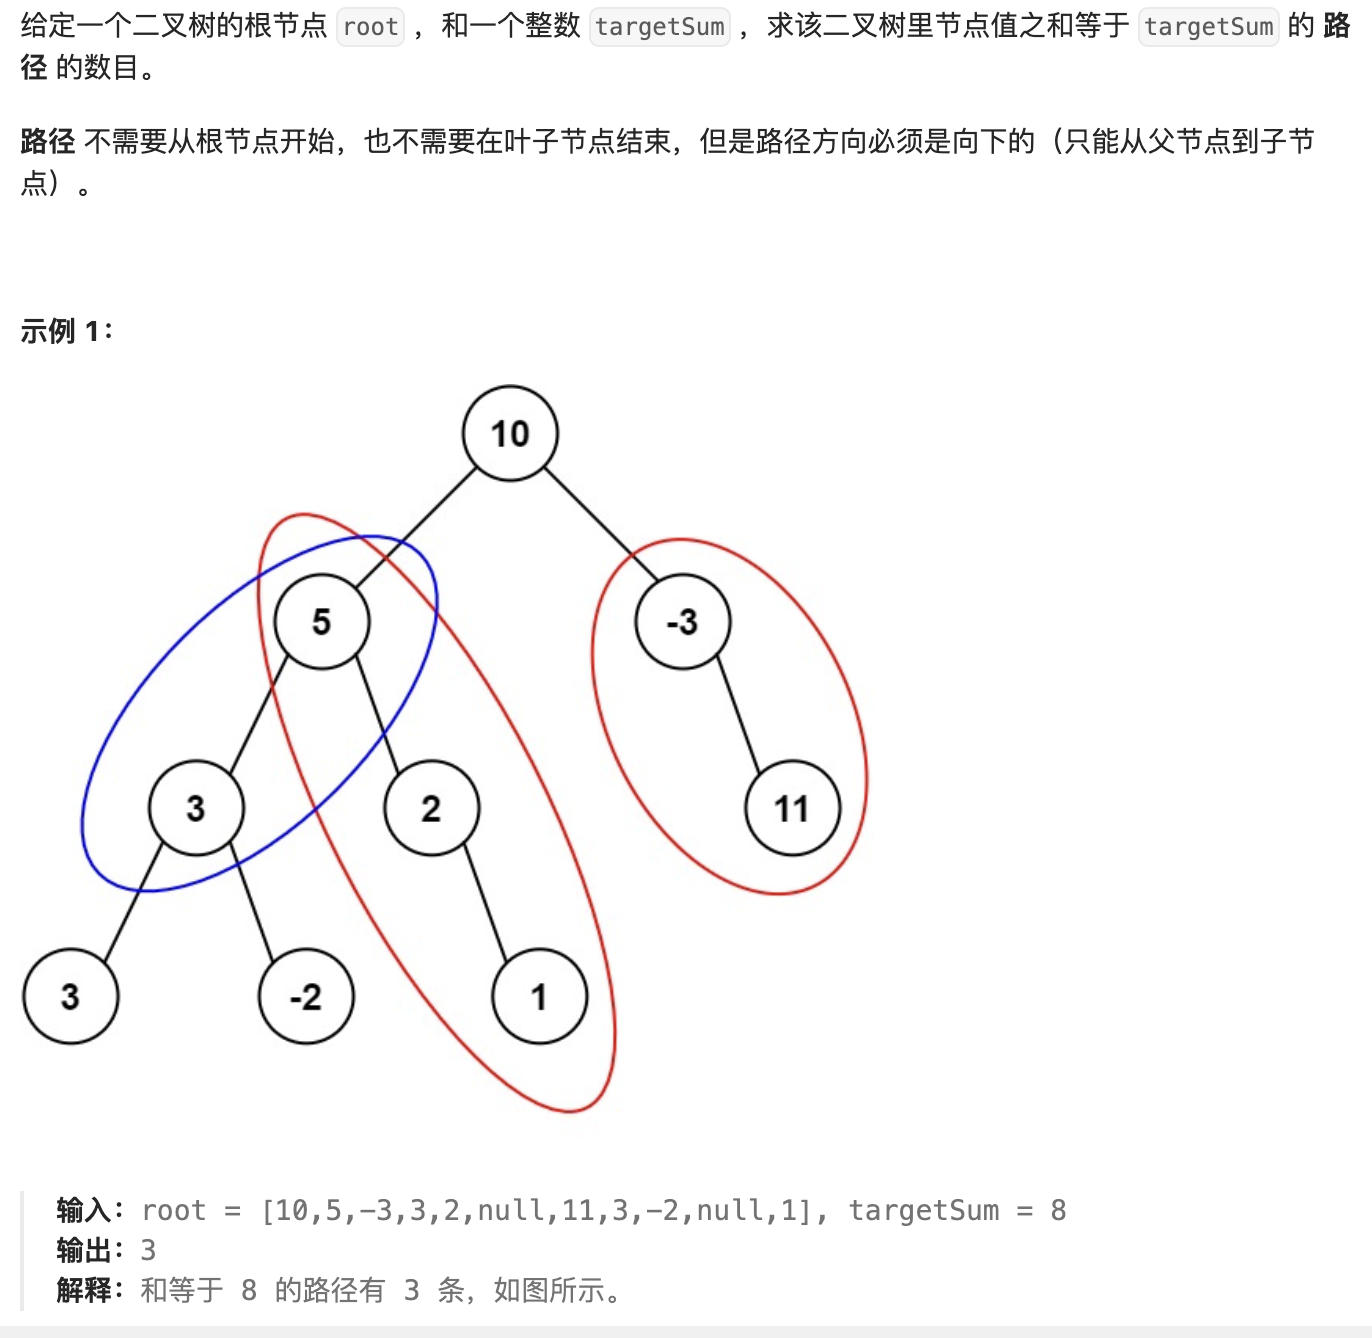 给定一个二叉树的根节点 root ，和一个整数 targetSum ，求该二叉树里节点值之和等于 targetSum 的 路
径 的数目。
路径 不需要从根节点开始，也不需要在叶子节点结束，但是路径方向必须是向下的（只能从父节点到子节
点）。
示例 1：
10
5 -3
3 2 11
3 -2 1
输入：root = [10,5,-3,3,2,null,11,3,-2,null,1], targetSum = 8
输出：3
解释：和等于 8 的路径有 3 条，如图所示。